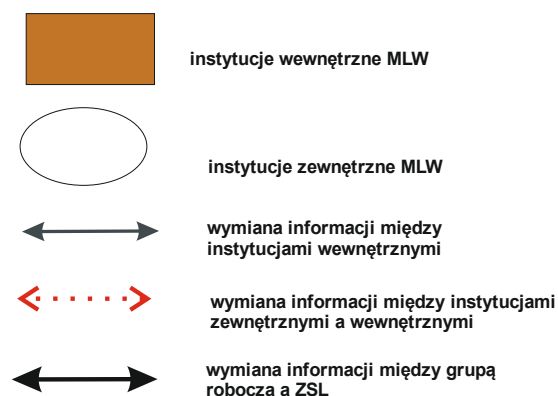 instytucje wewnętrzne MLW
instytucje zewnętrzne MLW
wymiana informacji między
instytucjami wewnętrznymi
wymiana informacji między instytucjami
zewnętrznymi a wewnętrznymi
wymiana informacji między grupą
robocza a ZSL